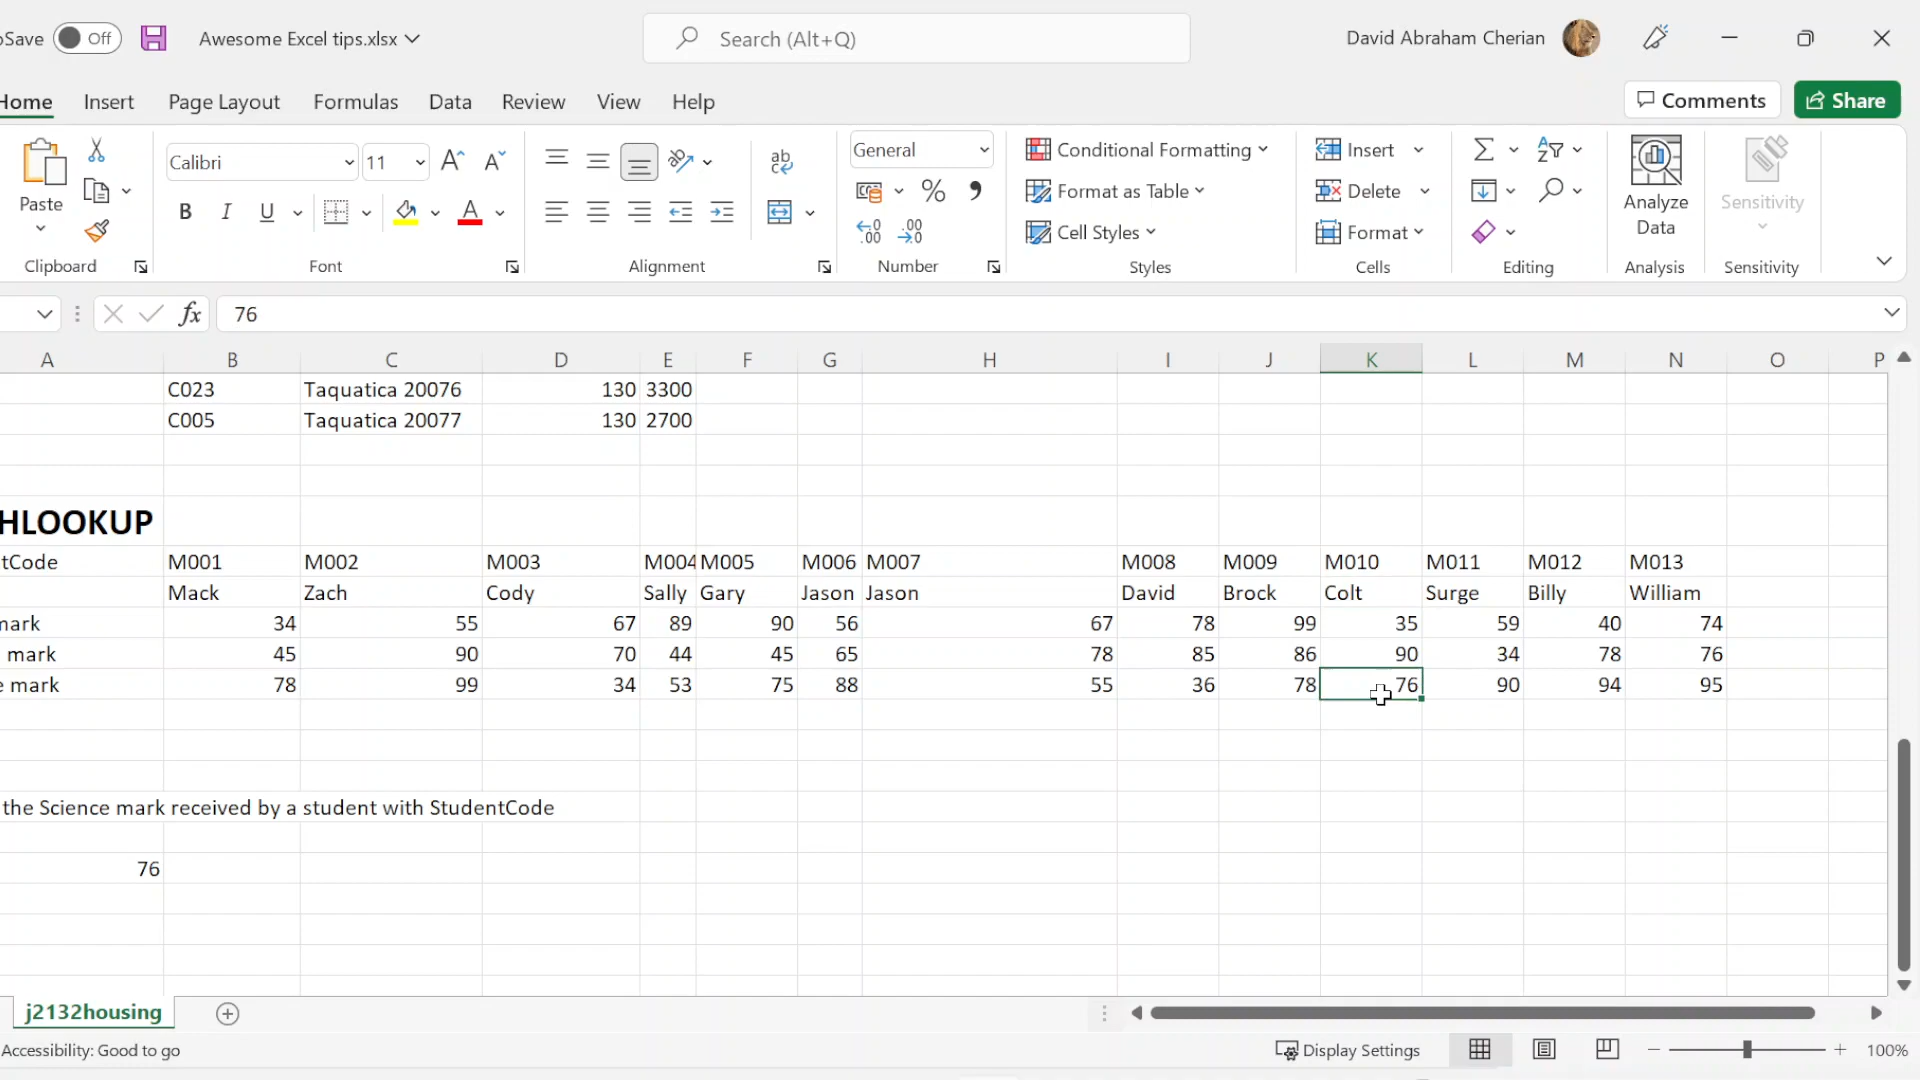 oSave Off Awesome Excel tips.xlsx Search (Alt+Q) David Abraham Cherian
Home Insert Page Layout Formulas Data Review View Help Comments Share
Paste Calibri 11 A A ab General Conditional Formatting Insert
B I U A % , Format as Table Delete Analyze Data Sensitivity
.00 .00 Cell Styles Format
Clipboard Font Alignment Number Styles Cells Editing Analysis Sensitivity
fx 76
A B C D E F G H I J K L M N O P
C023 Taquatica 20076 130 3300
C005 Taquatica 20077 130 2700
HLOOKUP
tCode M001 M002 M003 M004 M005 M006 M007 M008 M009 M010 M011 M012 M013
Mack Zach Cody Sally Gary Jason Jason David Brock Colt Surge Billy William
mark 34 55 67 89 90 56 67 78 99 35 59 40 74
mark 45 90 70 44 45 65 78 85 86 90 34 78 76
e mark 78 99 34 53 75 88 55 36 78 76 90 94 95
the Science mark received by a student with StudentCode
76
j2132housing
Accessibility: Good to go Display Settings 100%